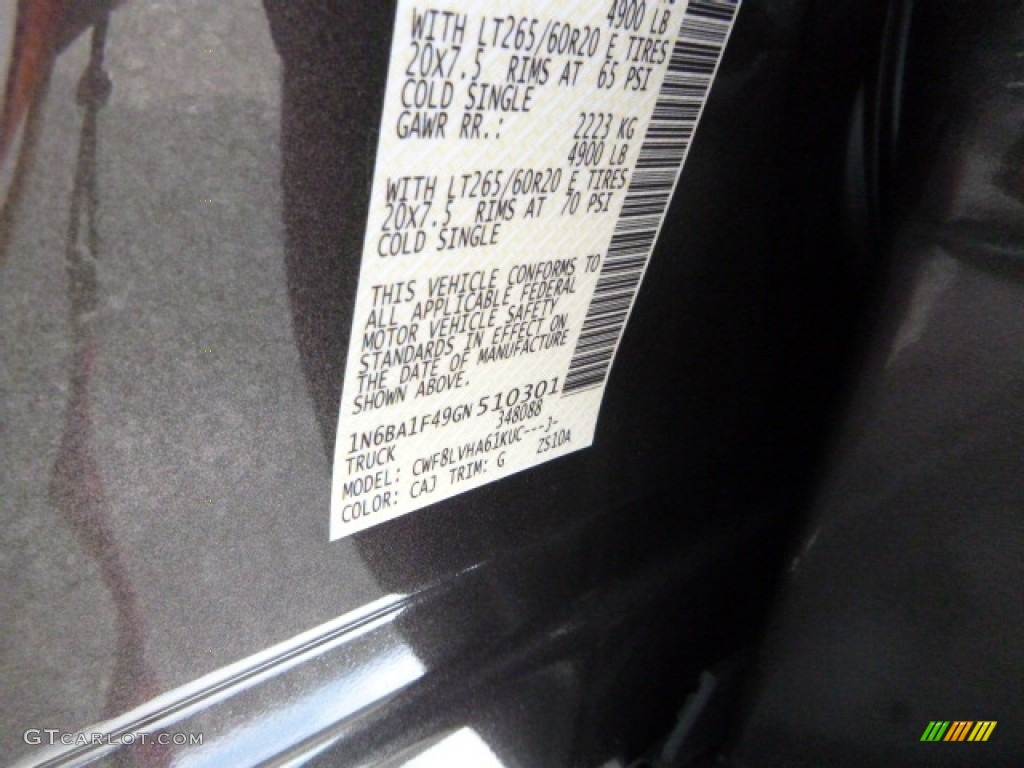 4900 LB
WITH LT265/60R20 E TIRES
20X7.5 RIMS AT 65 PSI
COLD SINGLE
GAWR RR.: 2223 KG
4900 LB
WITH LT265/60R20 E TIRES
20X7.5 RIMS AT 70 PSI
COLD SINGLE
THIS VEHICLE CONFORMS TO
ALL APPLICABLE FEDERAL
MOTOR VEHICLE SAFETY
STANDARDS IN EFFECT ON
THE DATE OF MANUFACTURE
SHOWN ABOVE.
1N6BA1F49GN510301
TRUCK 348088
MODEL: CWF8LVHA61KUC---J-
COLOR: CAJ TRIM: G ZS10A
GTCARLOT.COM